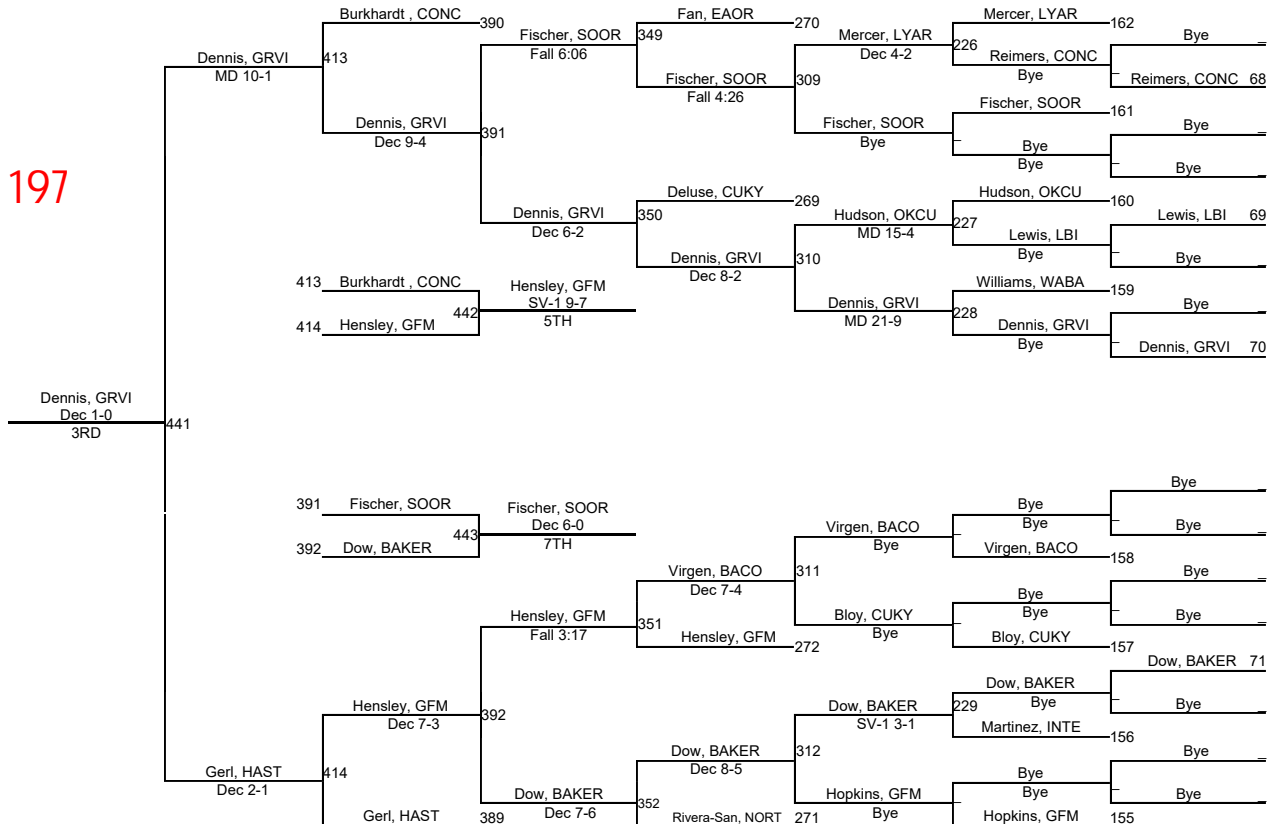 Burkhardt , CONC 390 Fan, EAOR 270 Mercer, LYAR 162
Fischer, SOOR 349 Mercer, LYAR Bye
Dennis, GRVI 413 Fall 6:06 Dec 4-2 226 Reimers, CONC
MD 10-1 Fischer, SOOR 309 Bye Reimers, CONC 68
Fall 4:26 Fischer, SOOR 161
Dennis, GRVI 391 Fischer, SOOR Bye
Dec 9-4 Bye Bye
Bye Bye
197 Deluse, CUKY 269 Hudson, OKCU 160
Dennis, GRVI 350 Hudson, OKCU 227 Lewis, LBI 69
Dec 6-2 MD 15-4 Lewis, LBI
Dennis, GRVI 310 Bye Bye
413 Burkhardt , CONC Hensley, GFM Dec 8-2 Williams, WABA 159
442 SV-1 9-7 Dennis, GRVI 228 Bye
414 Hensley, GFM 5TH MD 21-9 Dennis, GRVI
Bye Dennis, GRVI 70
Dennis, GRVI
Dec 1-0 441
3RD
Bye
391 Fischer, SOOR Fischer, SOOR Bye
443 Dec 6-0 Virgen, BACO Bye Bye
392 Dow, BAKER 7TH Bye Virgen, BACO 158
Virgen, BACO 311 Bye
Dec 7-4 Bye
Hensley, GFM 351 Bloy, CUKY Bye Bye
Fall 3:17 Hensley, GFM 272 Bye Bloy, CUKY 157
Dow, BAKER 71
Hensley, GFM 392 Dow, BAKER 229 Dow, BAKER
Dec 7-3 SV-1 3-1 Bye Bye
Martinez, INTE 156
Gerl, HAST 414 Dow, BAKER 312 Bye
Dec 2-1 Dec 8-5 Bye
Dow, BAKER 352 Hopkins, GFM Bye Bye
Gerl, HAST 389 Dec 7-6 Rivera-San, NORT 271 Bye Hopkins, GFM 155